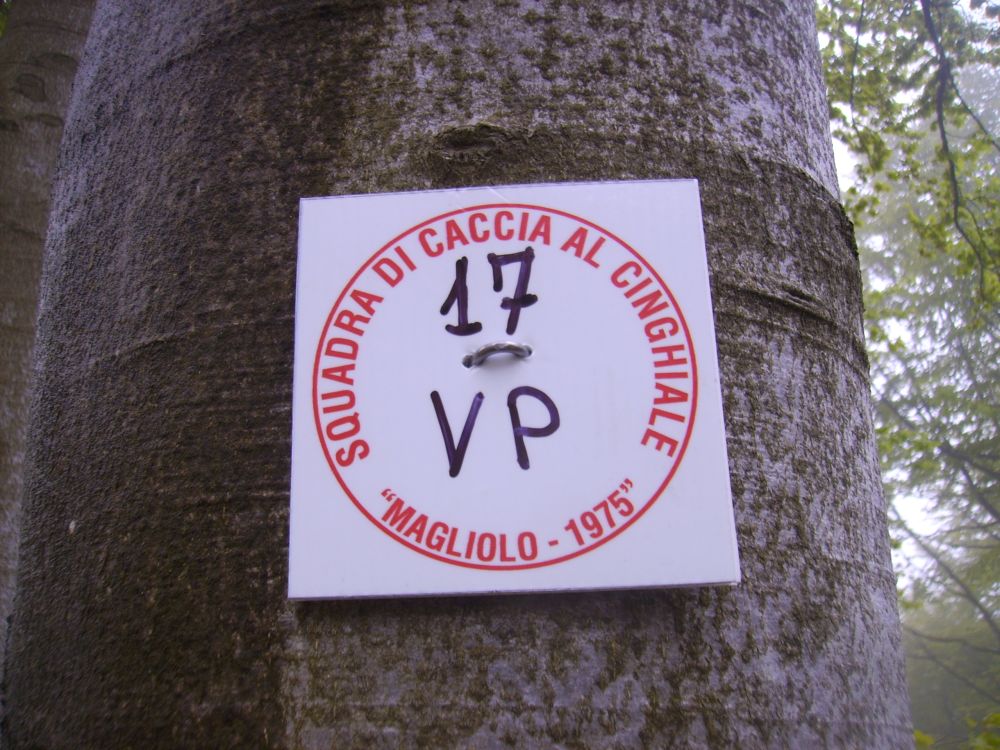 SQUADRA DI CACCIA AL CINGHIALE
17
VP
"MAGLIOLO - 1975"